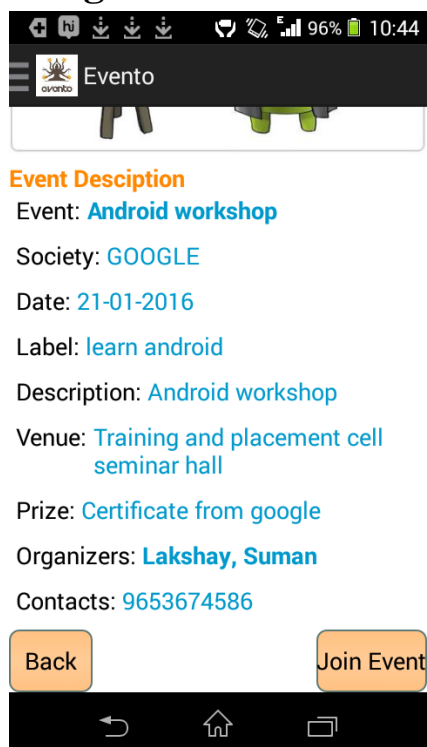 hi E 96% 10:44
evento Evento
Event Desciption
Event: Android workshop
Society: GOOGLE
Date: 21-01-2016
Label: learn android
Description: Android workshop
Venue: Training and placement cell
seminar hall
Prize: Certificate from google
Organizers: Lakshay, Suman
Contacts: 9653674586
Back Join Event